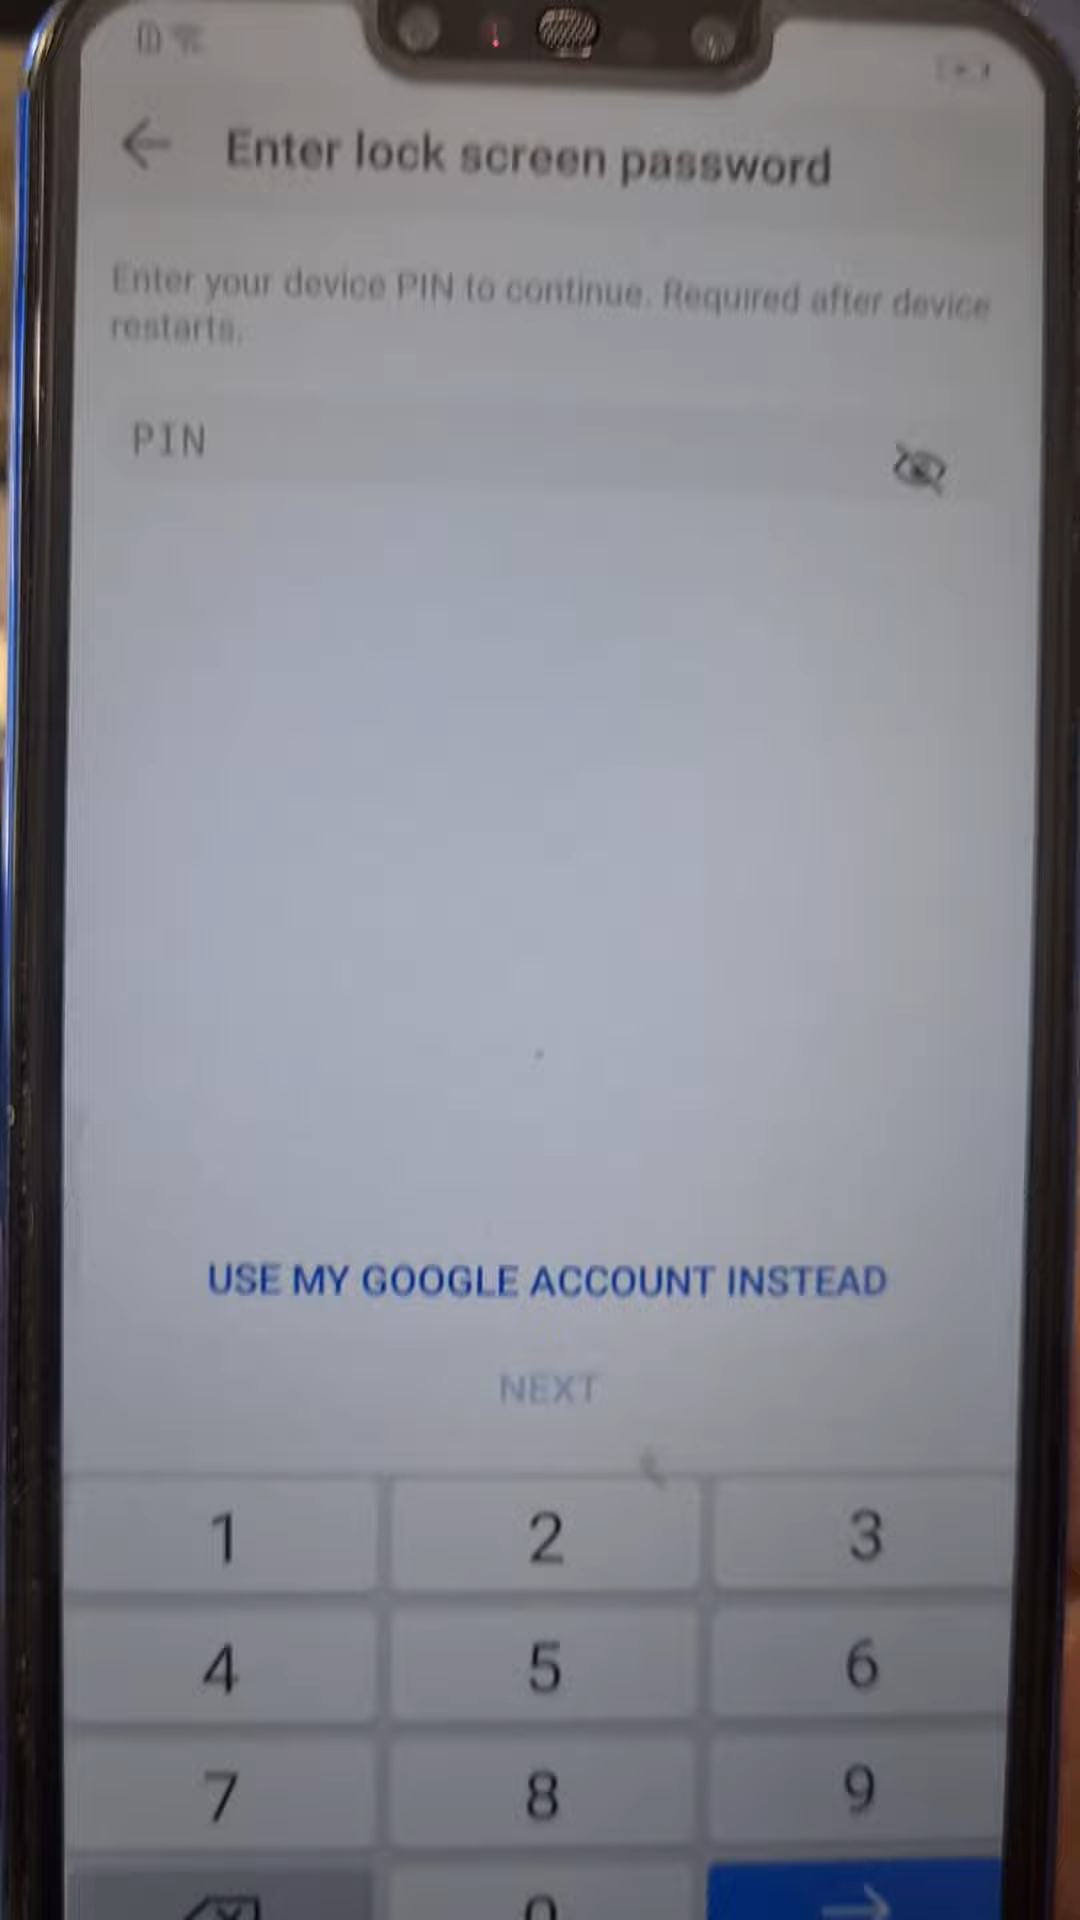 Enter lock screen password
Enter your device PIN to continue. Required after device
restarts.
PIN
USE MY GOOGLE ACCOUNT INSTEAD
NEXT
1 2 3
4 5 6
7 8 9
0